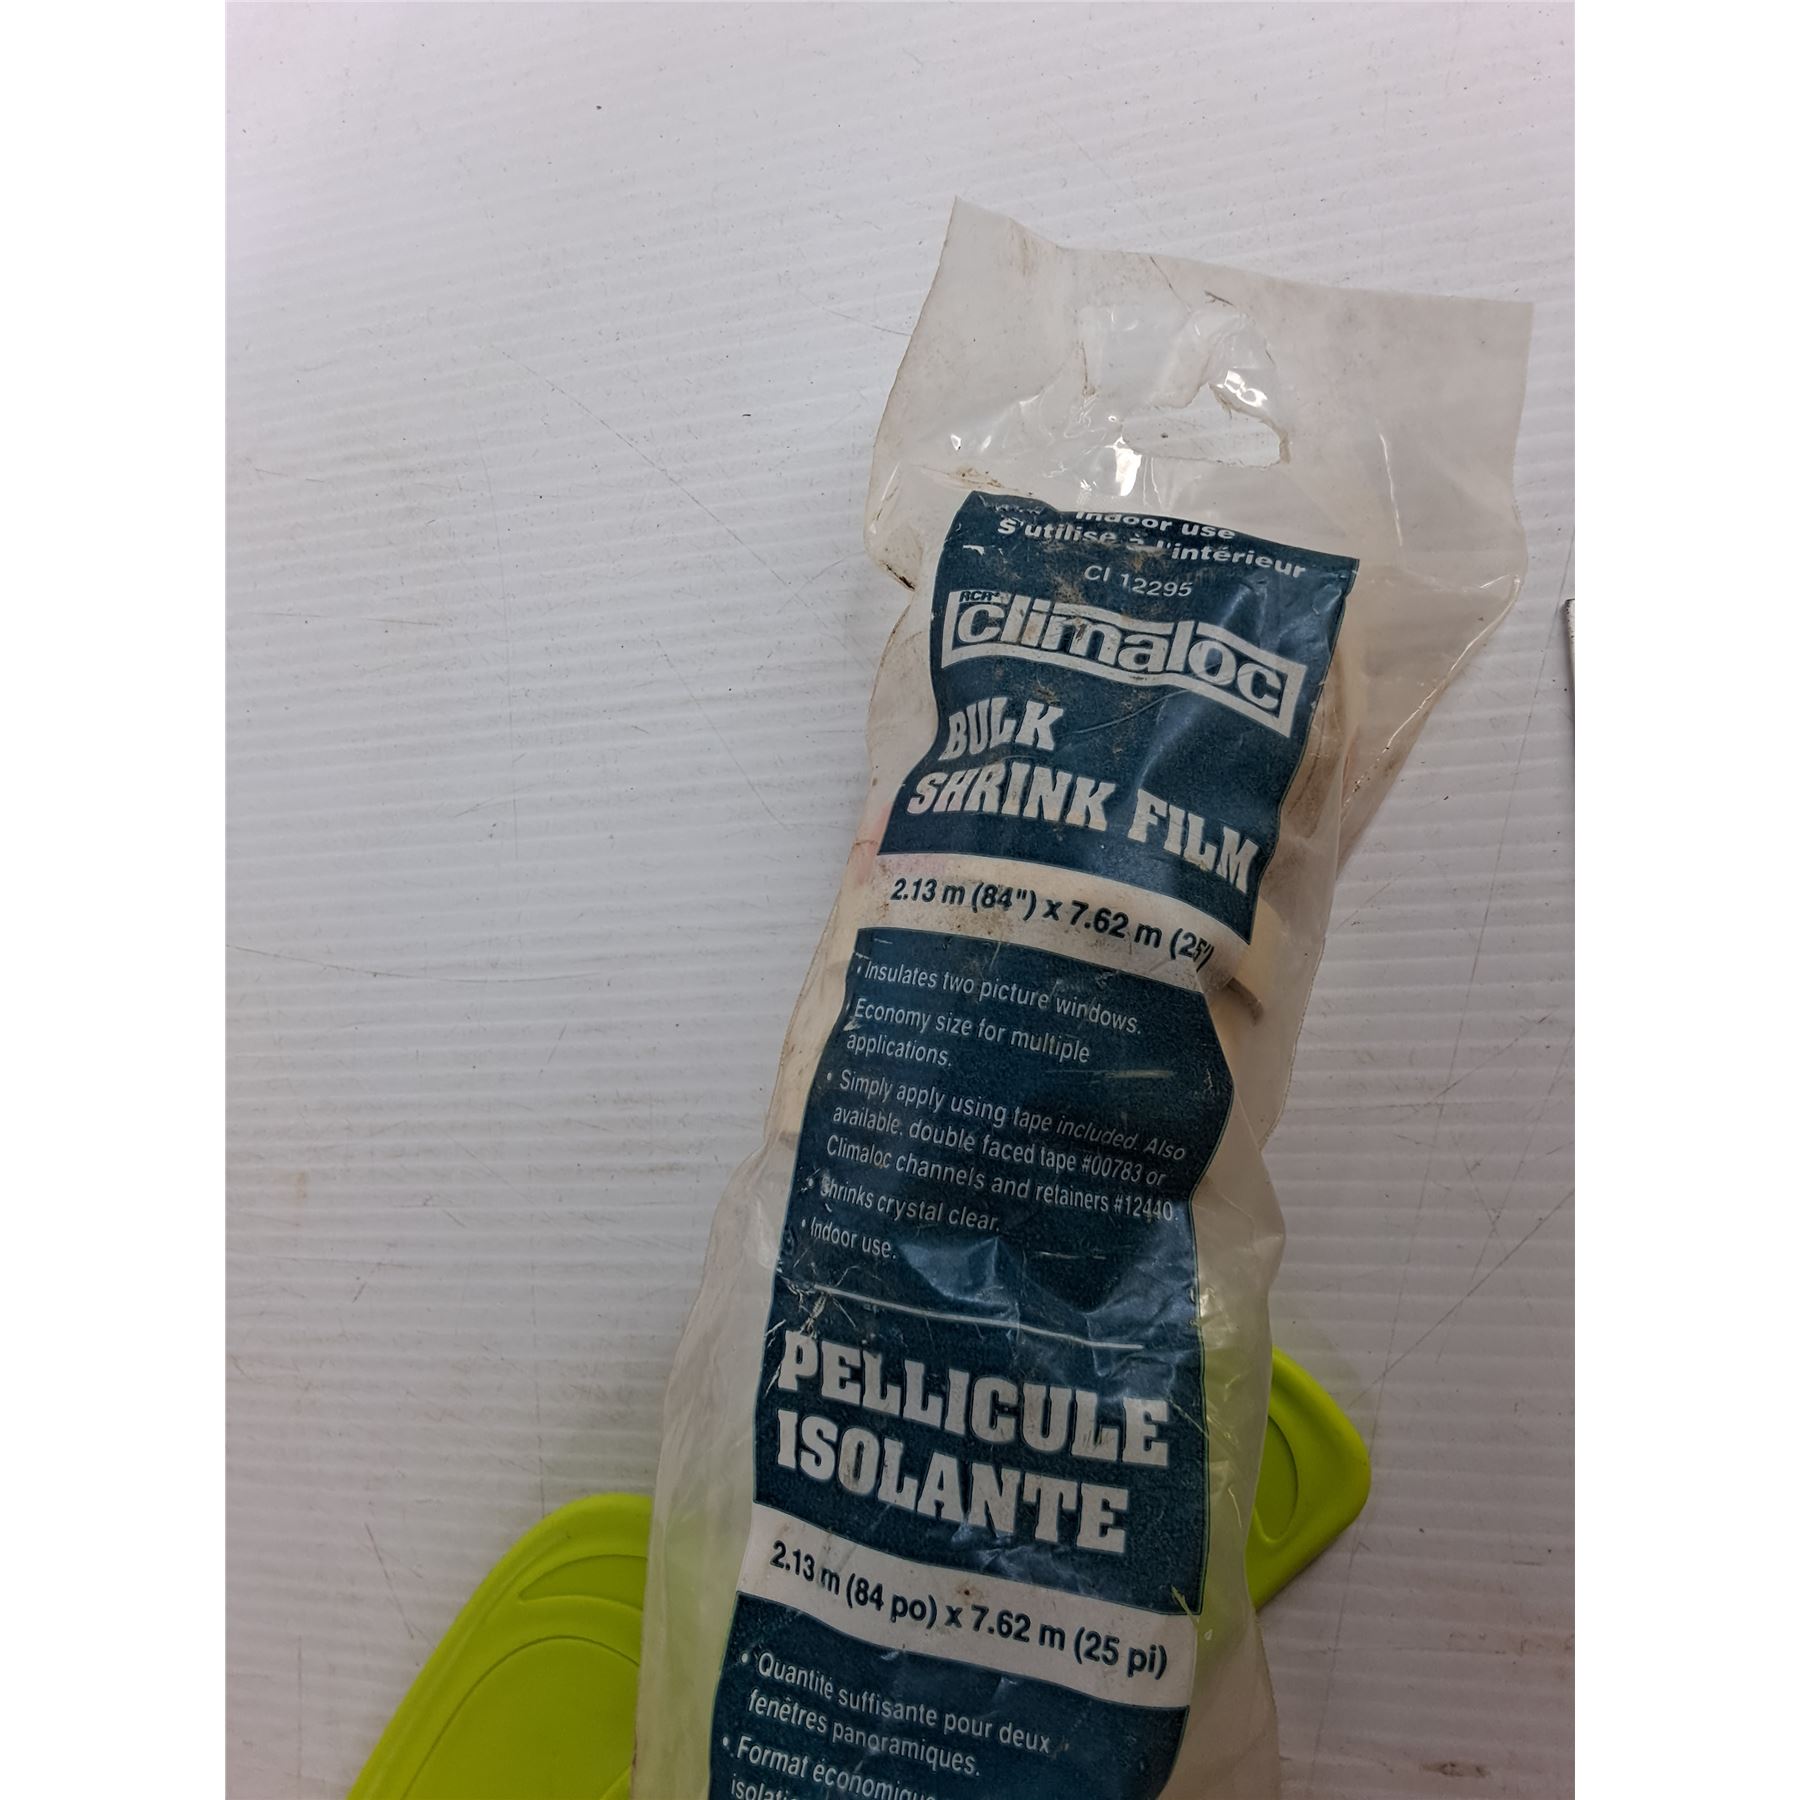 Indoor use
S'utilise à l'intérieur
CI 12295
RCR
climaloc
BULK
SHRINK FILM
2.13 m (84") x 7.62 m (25')
• Insulates two picture windows.
• Economy size for multiple
applications.
• Simply apply using tape included. Also
available: double faced tape #00783 or
Climaloc channels and retainers #12440.
• Shrinks crystal clear.
• Indoor use.
PELLICULE
ISOLANTE
2.13 m (84 po) x 7.62 m (25 pi)
• Quantité suffisante pour deux
fenêtres panoramiques.
• Format économique